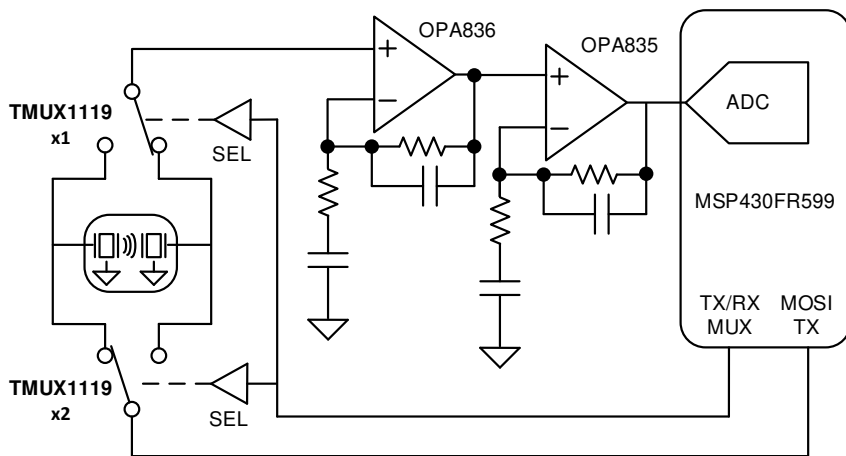 OPA836
OPA835
+
−
+
−
ADC
TMUX1119
x1
SEL
MSP430FR599
TX/RX
MUX
MOSI
TX
TMUX1119
x2
SEL